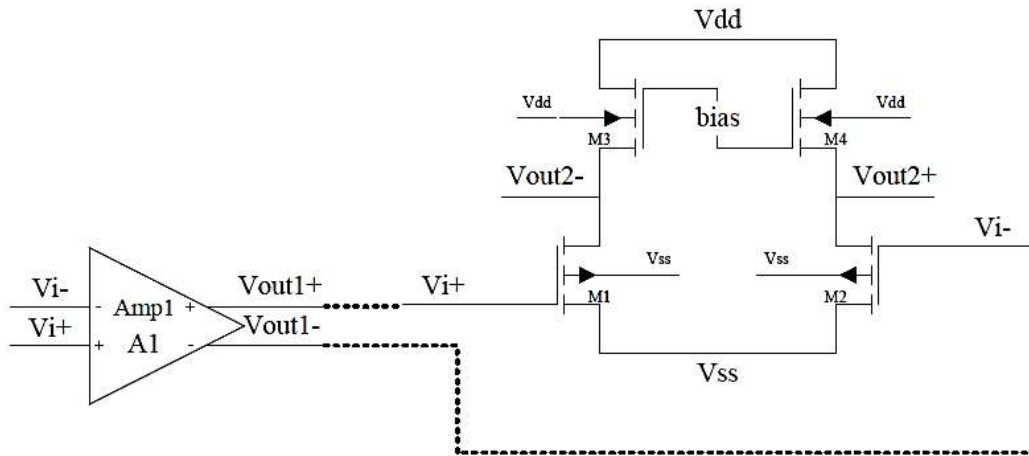 Vdd
Vdd
Vdd
bias
M3
M4
Vout2-
Vout2+
Vi-
Vss
Vss
Vi-
Vout1+
Vi+
- Amp1 +
M1
M2
Vi+
Vout1-
+ A1 -
Vss